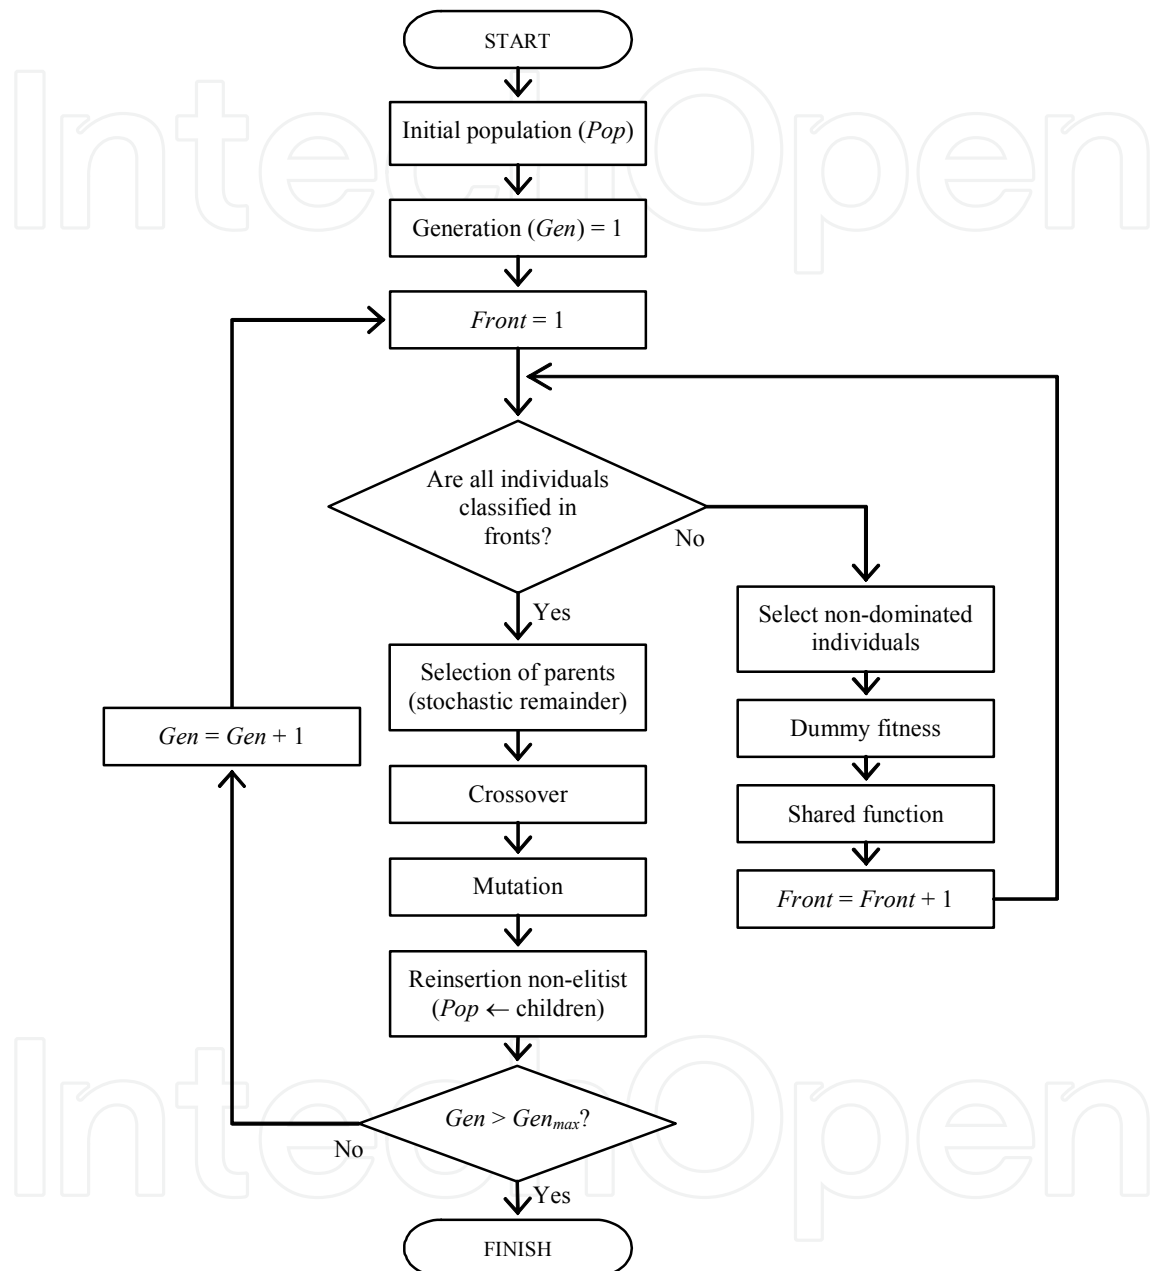 IntechOpen
START
Initial population (Pop)
Generation (Gen) = 1
Front = 1
Are all individuals
classified in
fronts?
No
Yes
Select non-dominated
individuals
Dummy fitness
Shared function
Front = Front + 1
Selection of parents
(stochastic remainder)
Gen = Gen + 1
Crossover
Mutation
Reinsertion non-elitist
(Pop ← children)
Gen > Genmax?
No
Yes
FINISH
IntechOpen